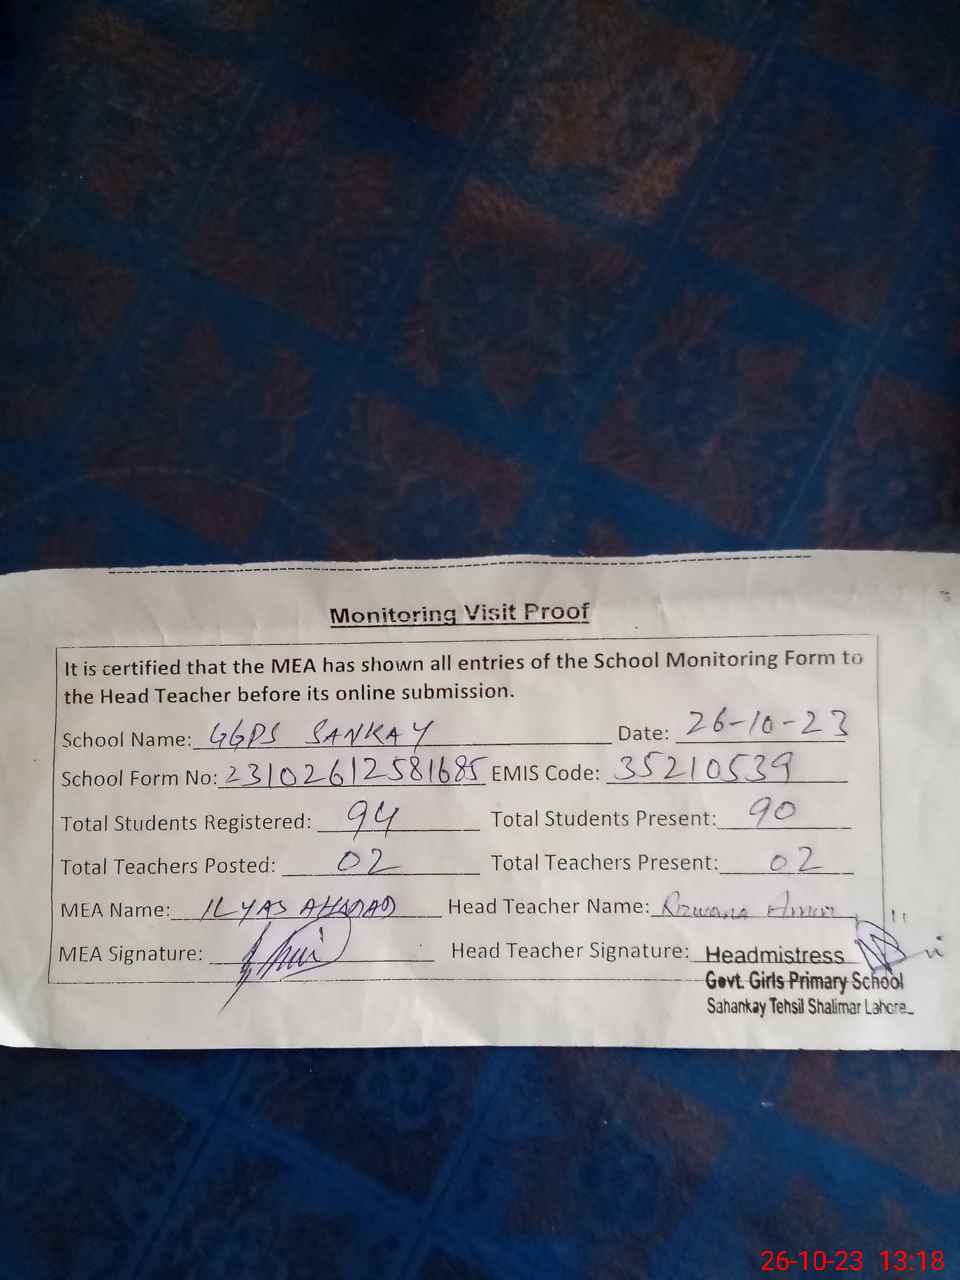 Monitoring Visit Proof
It is certified that the MEA has shown all entries of the School Monitoring Form to
the Head Teacher before its online submission.
School Name: GGPS SANKAY Date: 26-10-23
School Form No: 23102612581685 EMIS Code: 35210539
Total Students Registered: 94 Total Students Present: 90
Total Teachers Posted: 02 Total Teachers Present: 02
MEA Name: ILYAS AHMAD Head Teacher Name: Rizwana
MEA Signature: Head Teacher Signature: Headmistress
Govt. Girls Primary School
Sahankay Tehsil Shalimar Lahore
26-10-23 13:18